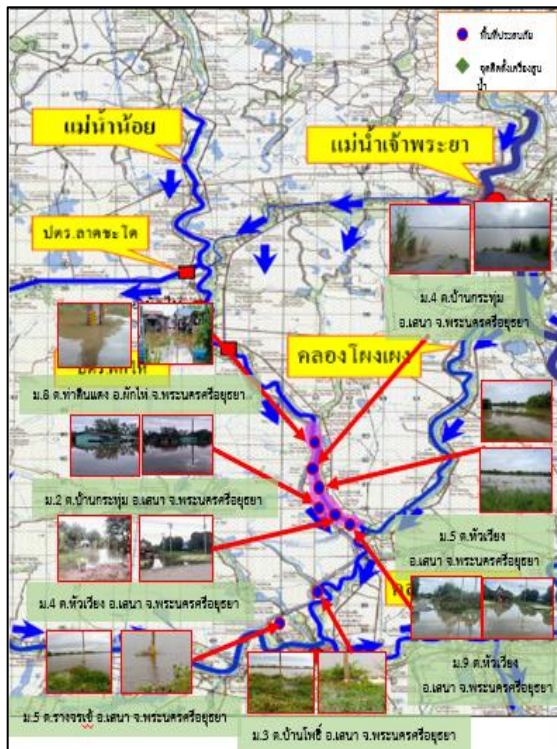 พื้นที่ประสบภัย
จุดติดตั้งเครื่องสูบ
น้ำ
แม่น้ำน้อย
แม่น้ำเจ้าพระยา
ปตร.ลาดชะโด
ม.4 ต.บ้านกระทุ่ม
อ.เสนา จ.พระนครศรีอยุธยา
คลองโผงเผง
ม.8 ต.ท่าดินแดง อ.ผักไห่ จ.พระนครศรีอยุธยา
ม.2 ต.บ้านกระทุ่ม อ.เสนา จ.พระนครศรีอยุธยา
ม.5 ต.หัวเวียง
อ.เสนา จ.พระนครศรีอยุธยา
ม.4 ต.หัวเวียง อ.เสนา จ.พระนครศรีอยุธยา
ม.9 ต.หัวเวียง
อ.เสนา จ.พระนครศรีอยุธยา
ม.5 ต.รางจรเข้ อ.เสนา จ.พระนครศรีอยุธยา
ม.3 ต.บ้านโพธิ์ อ.เสนา จ.พระนครศรีอยุธยา